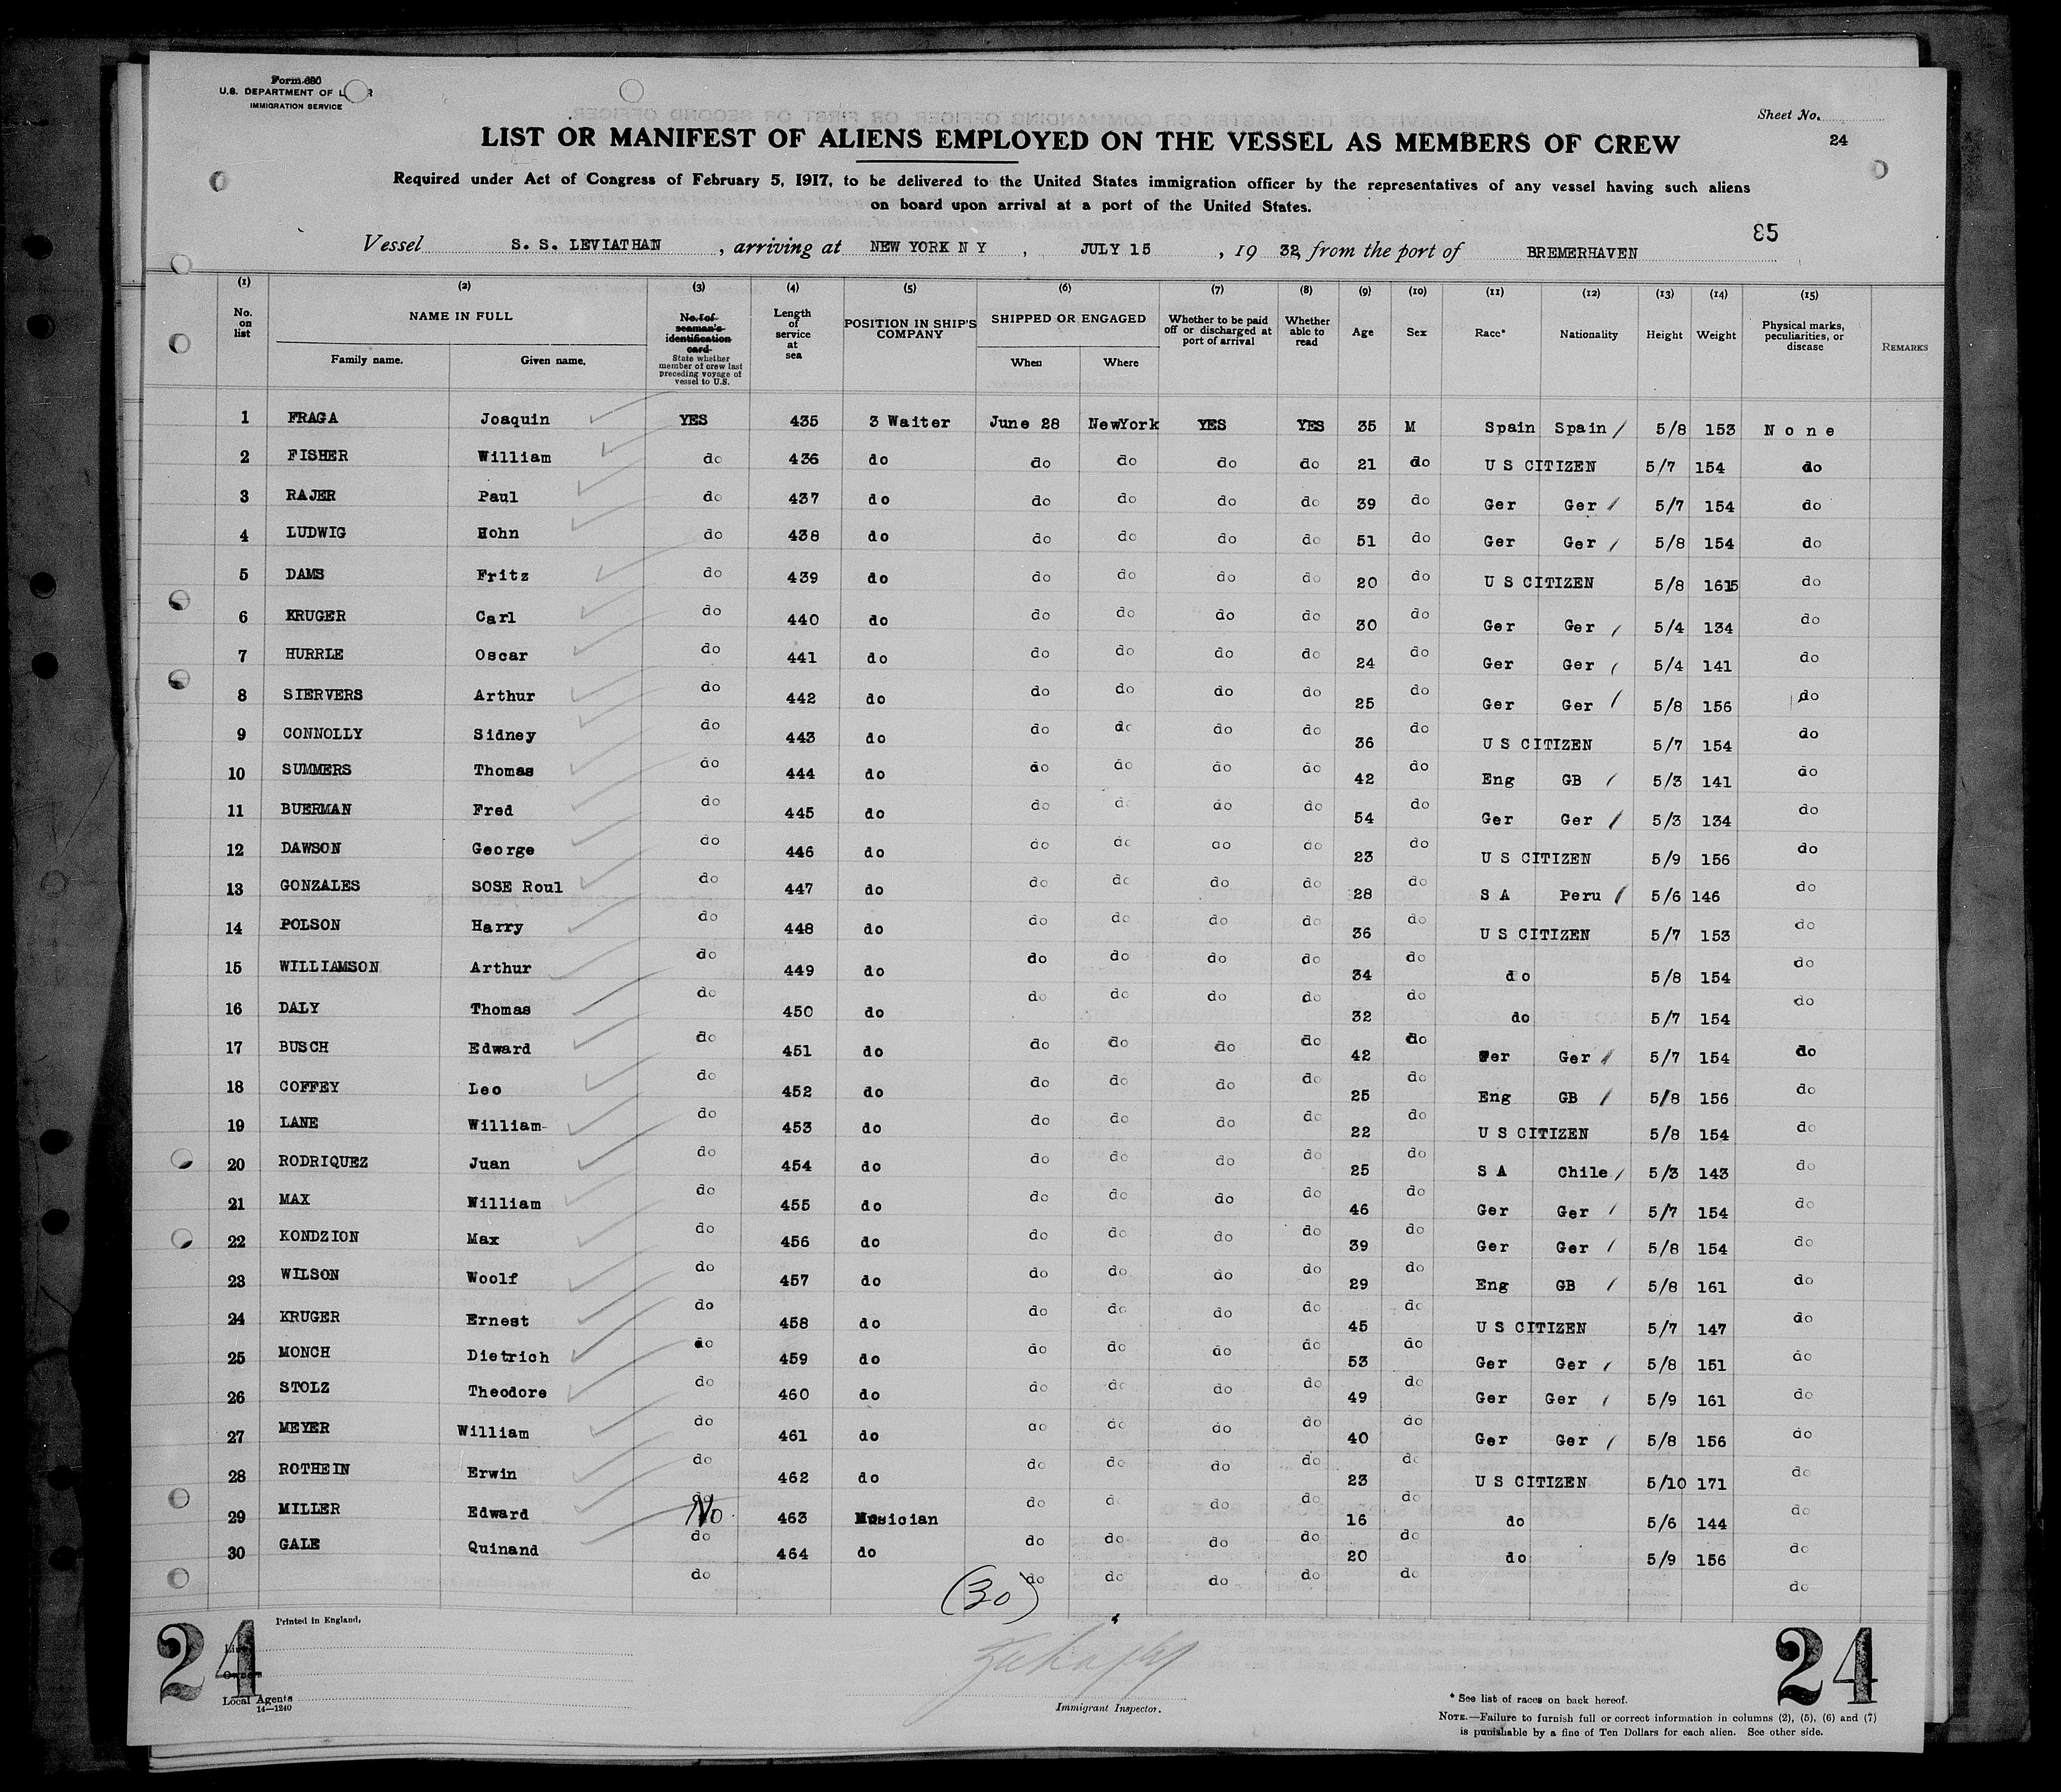 Form 680
U.S. DEPARTMENT OF
IMMIGRATION SERVICE
Sheet No.
24
LIST OR MANIFEST OF ALIENS EMPLOYED ON THE VESSEL AS MEMBERS OF CREW
Required under Act of Congress of February 5, 1917, to be delivered to the United States immigration officer by the representatives of any vessel having such aliens
on board upon arrival at a port of the United States.
85
Vessel S. S. LEVIATHAN, arriving at NEW YORK N Y, JULY 15, 19 32, from the port of BREMERHAVEN
(1) (2) (3) (4) (5) (6) (7) (8) (9) (10) (11) (12) (13) (14) (15)
No. on list NAME IN FULL Family name. Given name. No. of seaman's identification card State whether member of crew last preceding voyage of vessel to U.S. Length of service at sea POSITION IN SHIP'S COMPANY SHIPPED OR ENGAGED When Where Whether to be paid off or discharged at port of arrival Whether able to read Age Sex Race* Nationality Height Weight Physical marks, peculiarities, or disease REMARKS
1 FRAGA Joaquin YES 435 3 Waiter June 28 NewYork YES YES 35 M Spain Spain / 5/8 153 None
2 FISHER William do 436 do do do do do 21 do U S CITIZEN 5/7 154 do
3 RAJER Paul do 437 do do do do do 39 do Ger Ger / 5/7 154 do
4 LUDWIG Hohn do 438 do do do do do 51 do Ger Ger / 5/8 154 do
5 DAMS Fritz do 439 do do do do do 20 do U S CITIZEN 5/8 do
6 KRUGER Carl do 440 do do do do do 30 do Ger Ger / 5/4 134 do
7 HURRLE Oscar do 441 do do do do do 24 do Ger Ger / 5/4 141 do
8 SIERVERS Arthur do 442 do do do do do 25 do Ger Ger / 5/8 156 do
9 CONNOLLY Sidney do 443 do do do do do 36 do U S CITIZEN 5/7 154 do
10 SUMMERS Thomas do 444 do do do do do 42 do Eng GB / 5/3 141 do
11 BUERMAN Fred do 445 do do do do do 54 do Ger Ger / 5/3 134 do
12 DAWSON George do 446 do do do do do 23 do U S CITIZEN 5/9 156 do
13 GONZALES SOSE Roul do 447 do do do do do 28 do S A Peru / 5/6 146 do
14 POLSON Harry do 448 do do do do do 36 do U S CITIZEN 5/7 153 do
15 WILLIAMSON Arthur do 449 do do do do do 34 do do 5/8 154 do
16 DALY Thomas do 450 do do do do do 32 do do 5/7 154 do
17 BUSCH Edward do 451 do do do do do 42 do Ger Ger / 5/7 154 do
18 COFFEY Leo do 452 do do do do do 25 do Eng GB / 5/8 156 do
19 LANE William do 453 do do do do do 22 do U S CITIZEN 5/8 154 do
20 RODRIQUEZ Juan do 454 do do do do do 25 do S A Chile / 5/3 143 do
21 MAX William do 455 do do do do do 46 do Ger Ger / 5/7 154 do
22 KONDZION Max do 456 do do do do do 39 do Ger Ger / 5/8 154 do
23 WILSON Woolf do 457 do do do do do 29 do Eng GB / 5/8 161 do
24 KRUGER Ernest do 458 do do do do do 45 do U S CITIZEN 5/7 147 do
25 MONCH Dietrich do 459 do do do do do 53 do Ger Ger / 5/8 151 do
26 STOLZ Theodore do 460 do do do do do 49 do Ger Ger / 5/9 161 do
27 MEYER William do 461 do do do do do 40 do Ger Ger / 5/8 156 do
28 ROTHEIN Erwin do 462 do do do do do 23 do U S CITIZEN 5/10 171 do
29 MILLER Edward No 463 Musician do do do do 16 do do 5/6 144 do
30 GALE Quinand do 464 do do do do do 20 do do 5/9 156 do
do do do do do do do
(30)
Printed in England.
24
24
Local Agents
14—1240
Immigrant Inspector.
* See list of races on back hereof.
NOTE.—Failure to furnish full or correct information in columns (2), (5), (6) and (7)
is punishable by a fine of Ten Dollars for each alien. See other side.